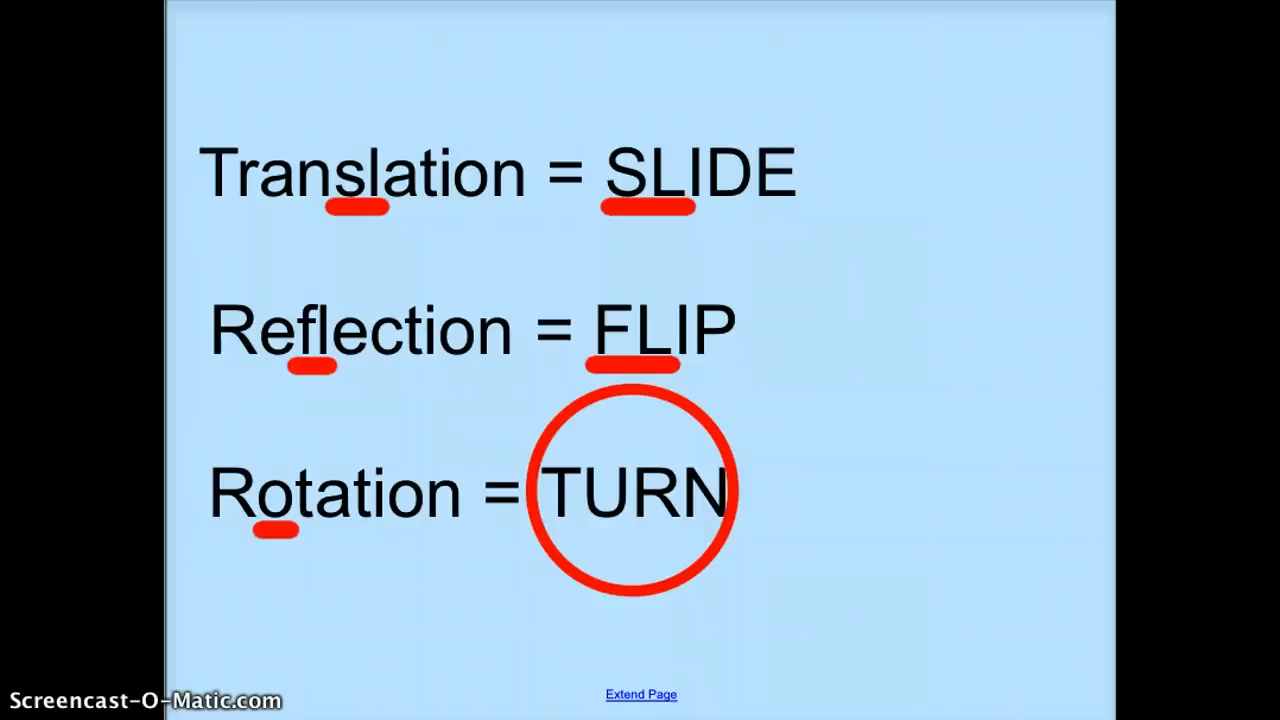 Translation = SLIDE
Reflection = FLIP
Rotation = TURN
Extend Page
Screencast-O-Matic.com